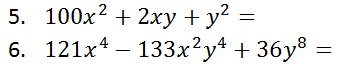 5. 100x² + 2xy + y² =
6. 121x⁴ – 133x²y⁴ + 36y⁸ =